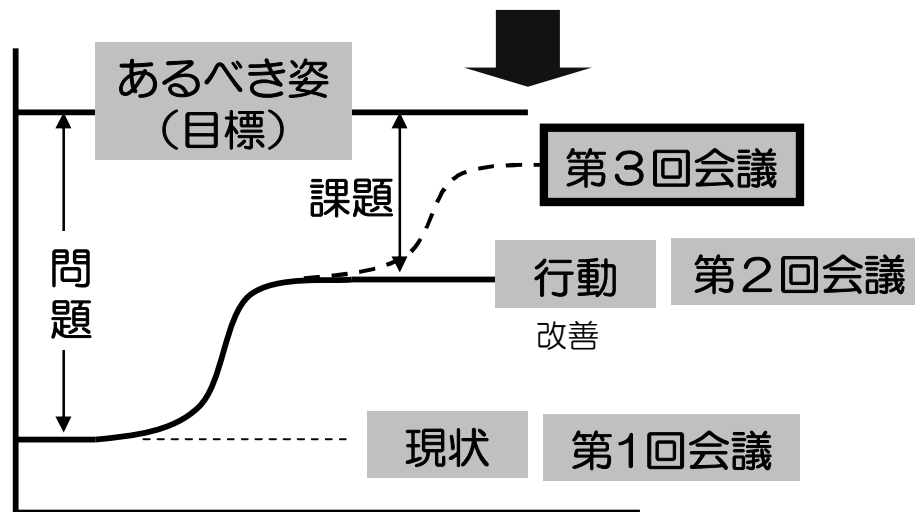 あるべき姿
（目標）
第３回会議
課題
問
題
行動
第２回会議
改善
現状
第1回会議